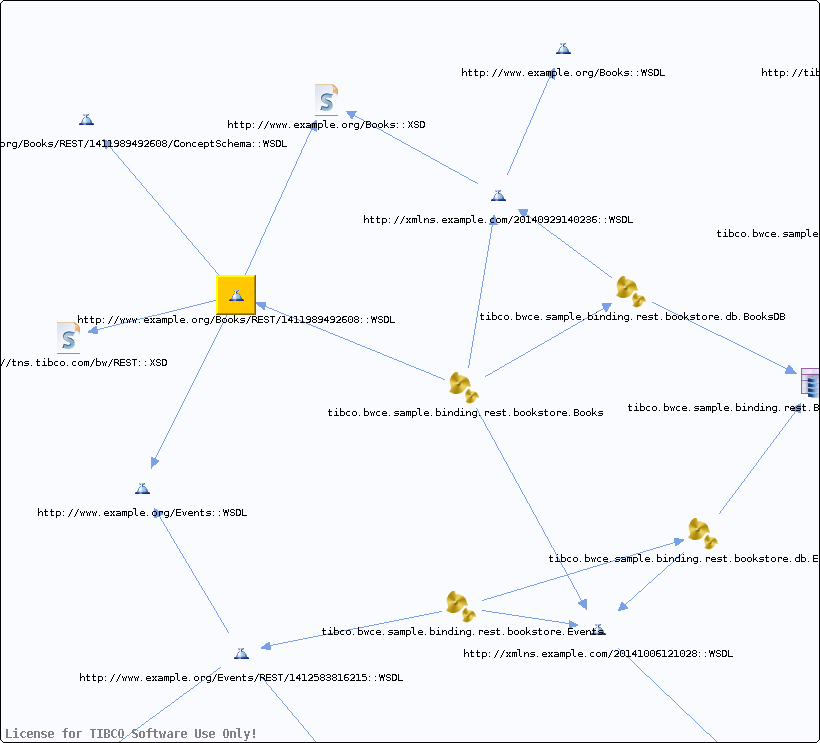 http://www.example.org/Books::WSDL
http://tib
http://www.example.org/Books::XSD
org/Books/REST/1411989492608/ConceptSchema::WSDL
http://xmlns.example.com/20140929140236::WSDL
tibco.bwce.sample
http://www.example.org/Books/REST/1411989492608::WSDL
tibco.bwce.sample.binding.rest.bookstore.db.BooksDB
//tns.tibco.com/bw/REST::XSD
tibco.bwce.sample.binding.rest.bookstore.Books
tibco.bwce.sample.binding.rest.B
http://www.example.org/Events::WSDL
tibco.bwce.sample.binding.rest.bookstore.db.E
tibco.bwce.sample.binding.rest.bookstore.Events
http://xmlns.example.com/20141006121028::WSDL
http://www.example.org/Events/REST/1412583816215::WSDL
License for TIBCO Software Use Only!